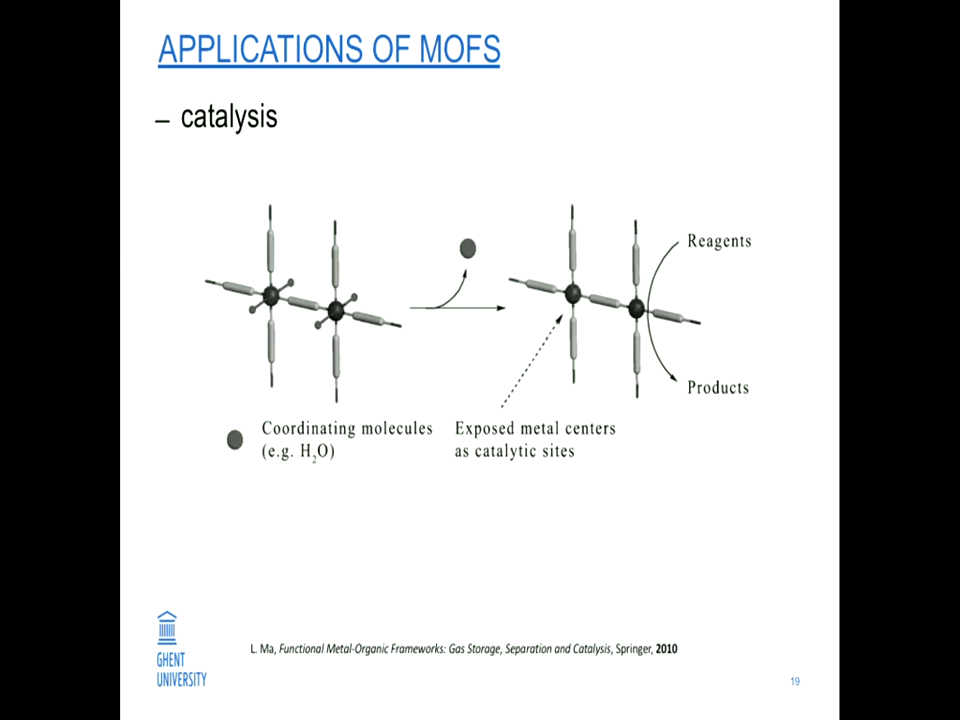 APPLICATIONS OF MOFS
– catalysis
Reagents
Products
Coordinating molecules
(e.g. H₂O)
Exposed metal centers
as catalytic sites
GHENT
UNIVERSITY
L. Ma, Functional Metal-Organic Frameworks: Gas Storage, Separation and Catalysis, Springer, 2010
19